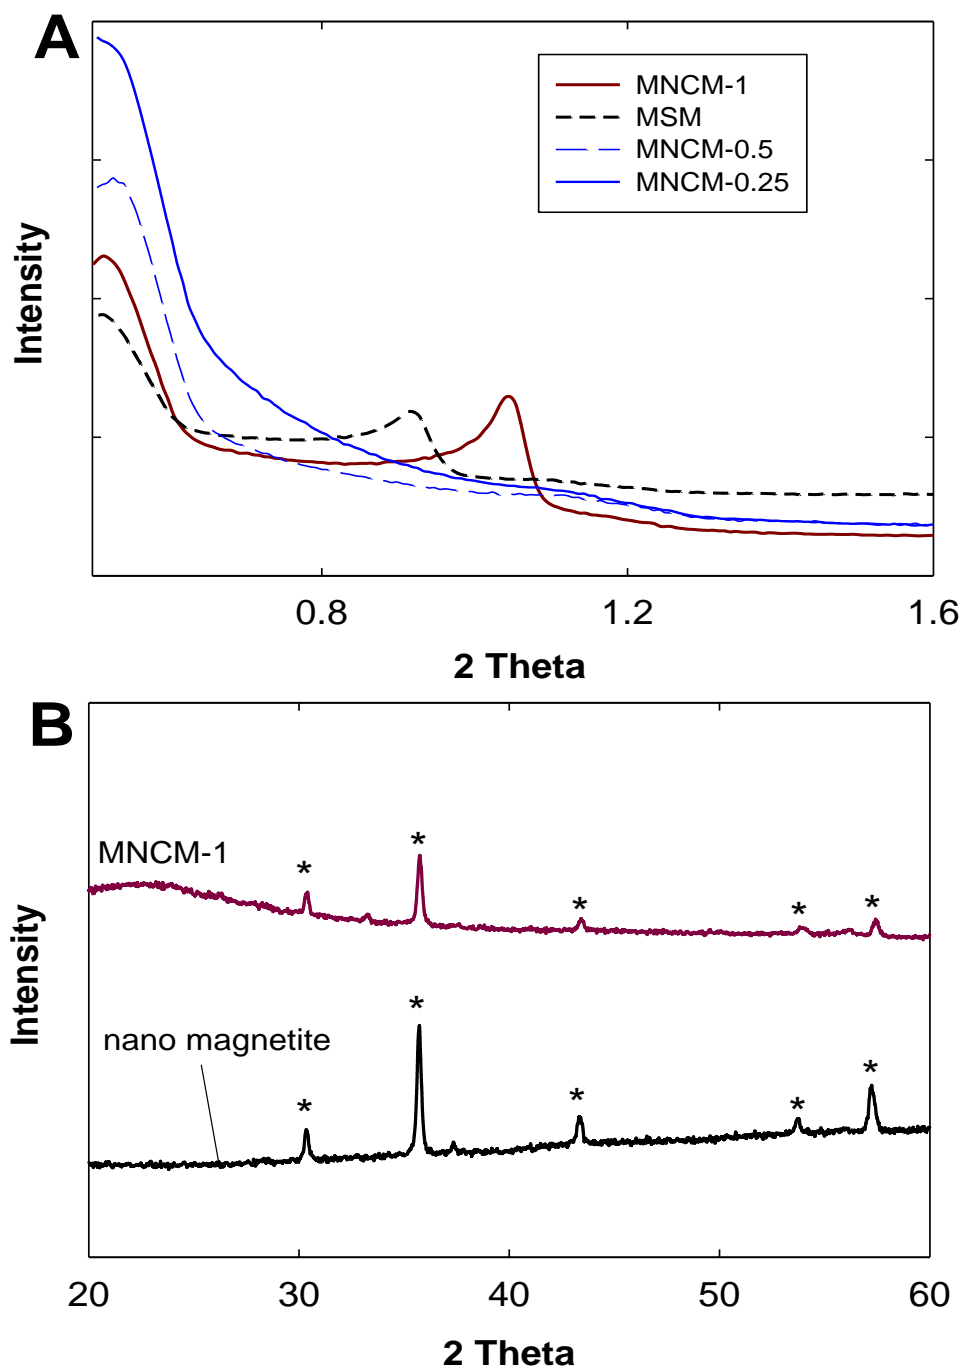 A
MNCM-1
MSM
MNCM-0.5
MNCM-0.25
Intensity
0.8 1.2 1.6
2 Theta
B
MNCM-1
* * * * *
nano magnetite
* * * * *
Intensity
20 30 40 50 60
2 Theta